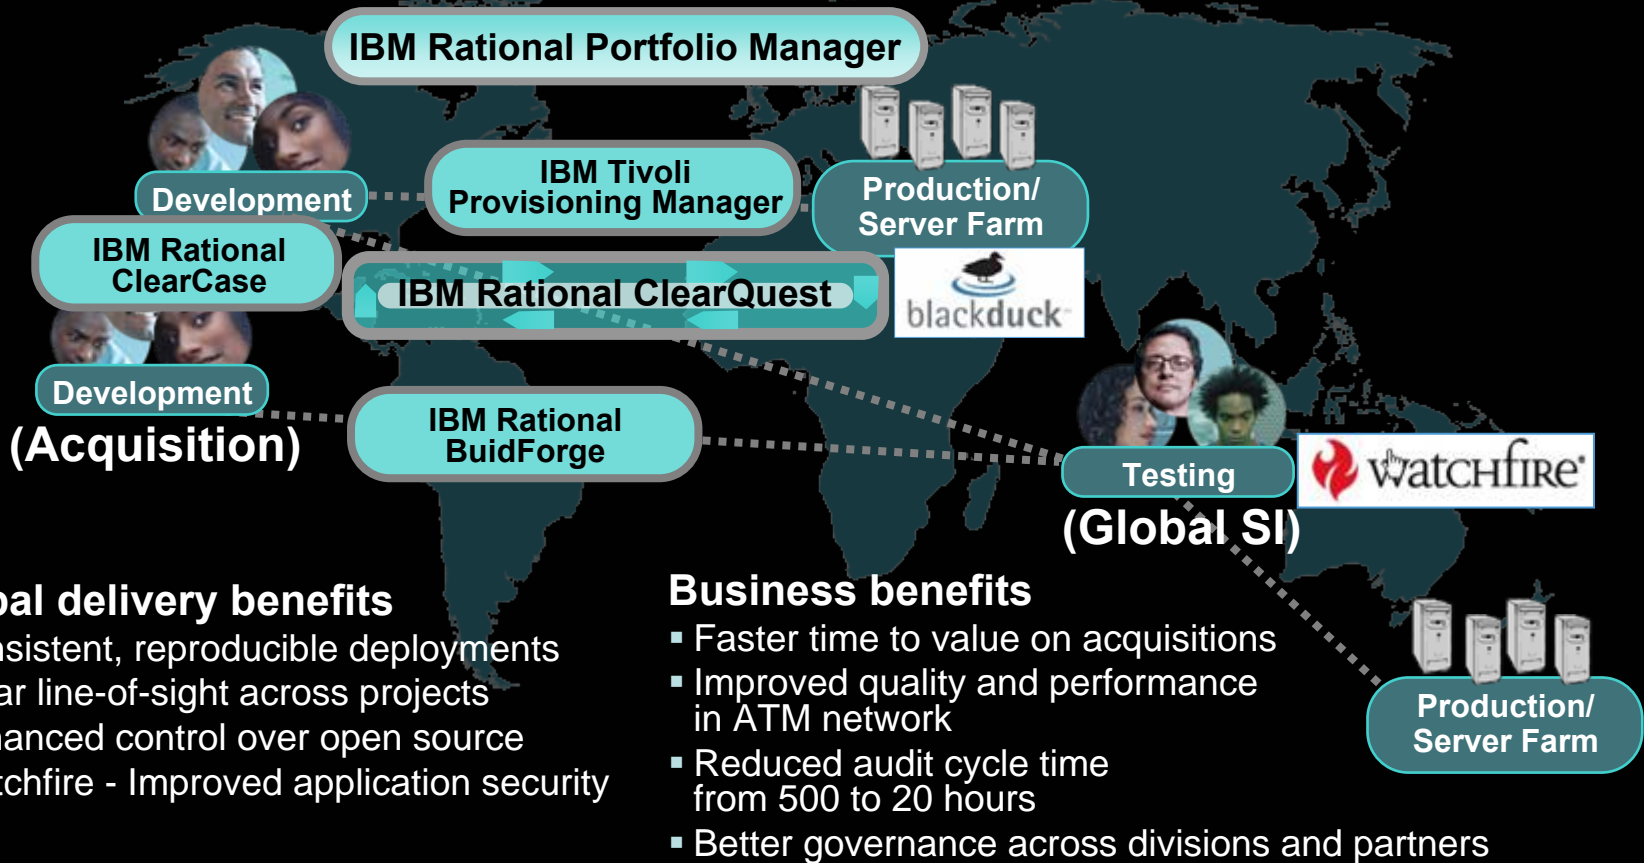 IBM Rational Portfolio Manager
Development
IBM Tivoli
Provisioning Manager
Production/
Server Farm
IBM Rational
ClearCase
IBM Rational ClearQuest
blackduck
Development
(Acquisition)
IBM Rational
BuidForge
Testing
watchfire®
(Global SI)
bal delivery benefits
nsistent, reproducible deployments
ar line-of-sight across projects
hanced control over open source
tchfire - Improved application security
Business benefits
▪ Faster time to value on acquisitions
▪ Improved quality and performance
in ATM network
▪ Reduced audit cycle time
from 500 to 20 hours
▪ Better governance across divisions and partners
Production/
Server Farm